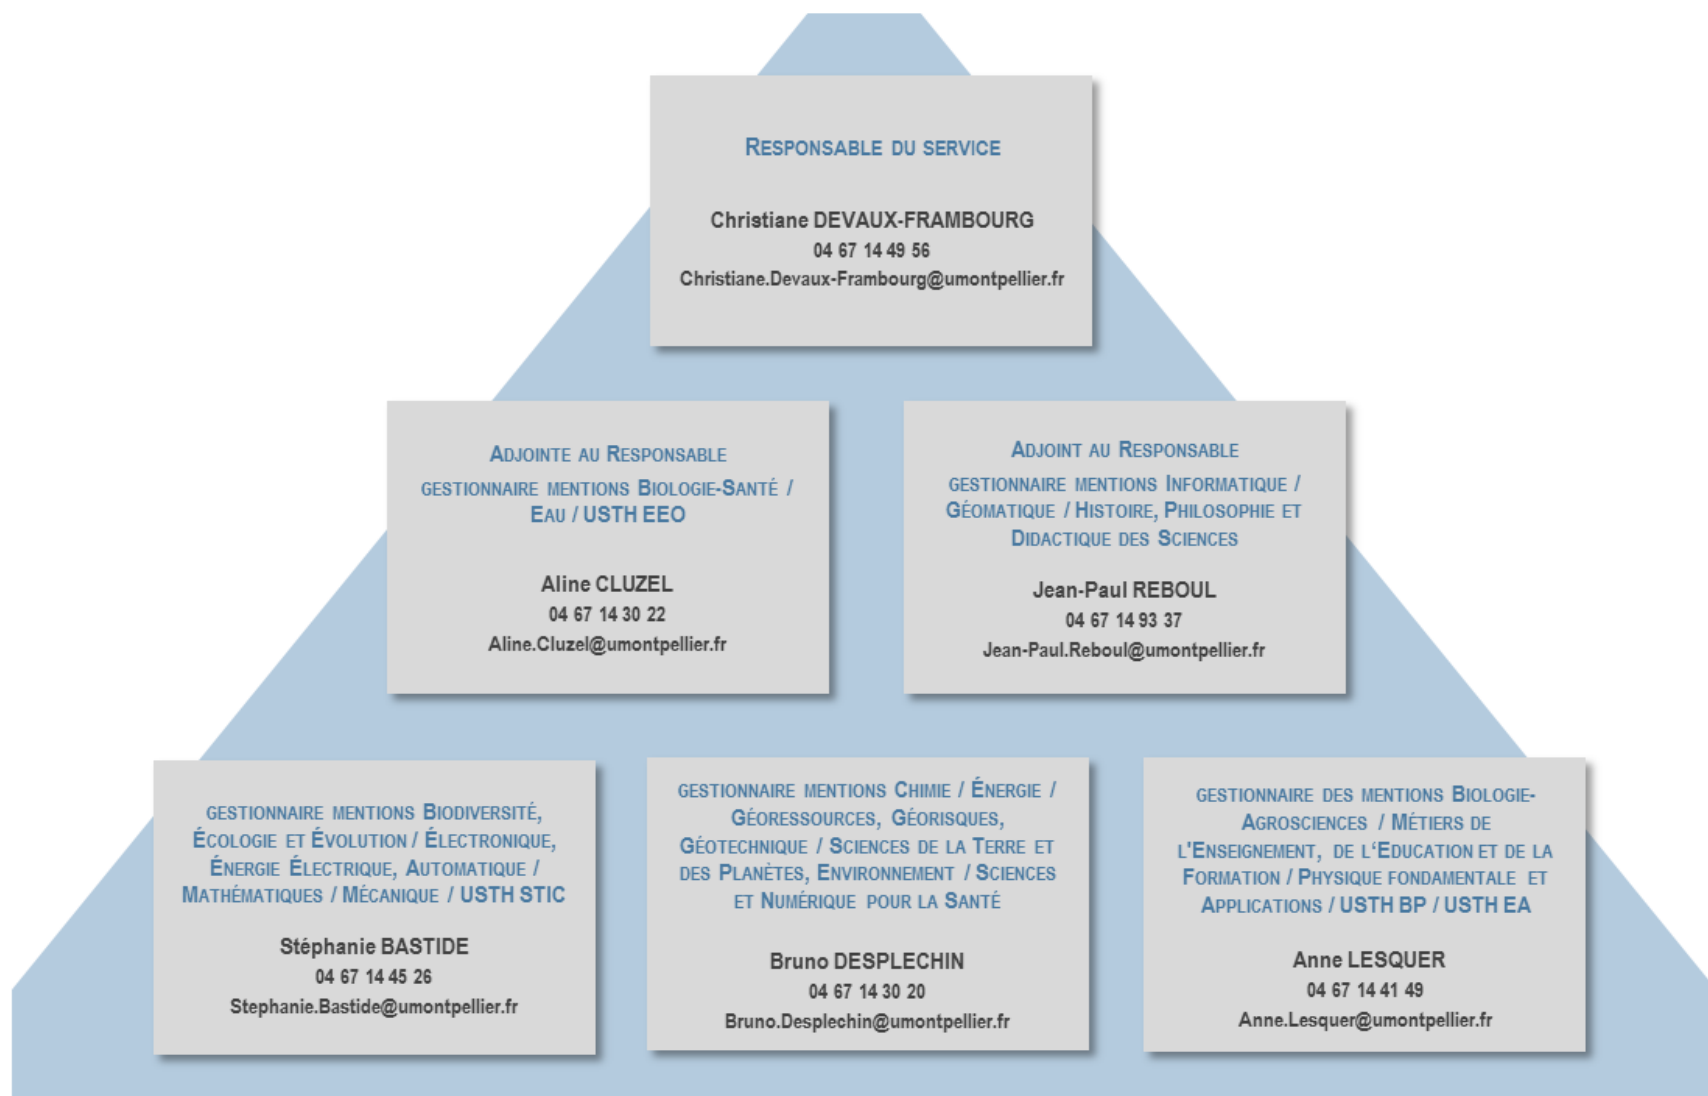 RESPONSABLE DU SERVICE
Christiane DEVAUX-FRAMBOURG
04 67 14 49 56
Christiane.Devaux-Frambourg@umontpellier.fr
ADJOINTE AU RESPONSABLE
GESTIONNAIRE MENTIONS BIOLOGIE-SANTÉ /
EAU / USTH EEO
Aline CLUZEL
04 67 14 30 22
Aline.Cluzel@umontpellier.fr
ADJOINT AU RESPONSABLE
GESTIONNAIRE MENTIONS INFORMATIQUE /
GÉOMATIQUE / HISTOIRE, PHILOSOPHIE ET
DIDACTIQUE DES SCIENCES
Jean-Paul REBOUL
04 67 14 93 37
Jean-Paul.Reboul@umontpellier.fr
GESTIONNAIRE MENTIONS BIODIVERSITÉ,
ÉCOLOGIE ET ÉVOLUTION / ÉLECTRONIQUE,
ÉNERGIE ÉLECTRIQUE, AUTOMATIQUE /
MATHÉMATIQUES / MÉCANIQUE / USTH STIC
Stéphanie BASTIDE
04 67 14 45 26
Stephanie.Bastide@umontpellier.fr
GESTIONNAIRE MENTIONS CHIMIE / ÉNERGIE /
GÉORESSOURCES, GÉORISQUES,
GÉOTECHNIQUE / SCIENCES DE LA TERRE ET
DES PLANÈTES, ENVIRONNEMENT / SCIENCES
ET NUMÉRIQUE POUR LA SANTÉ
Bruno DESPLECHIN
04 67 14 30 20
Bruno.Desplechin@umontpellier.fr
GESTIONNAIRE DES MENTIONS BIOLOGIE-
AGROSCIENCES / MÉTIERS DE
L'ENSEIGNEMENT, DE L‘EDUCATION ET DE LA
FORMATION / PHYSIQUE FONDAMENTALE ET
APPLICATIONS / USTH BP / USTH EA
Anne LESQUER
04 67 14 41 49
Anne.Lesquer@umontpellier.fr